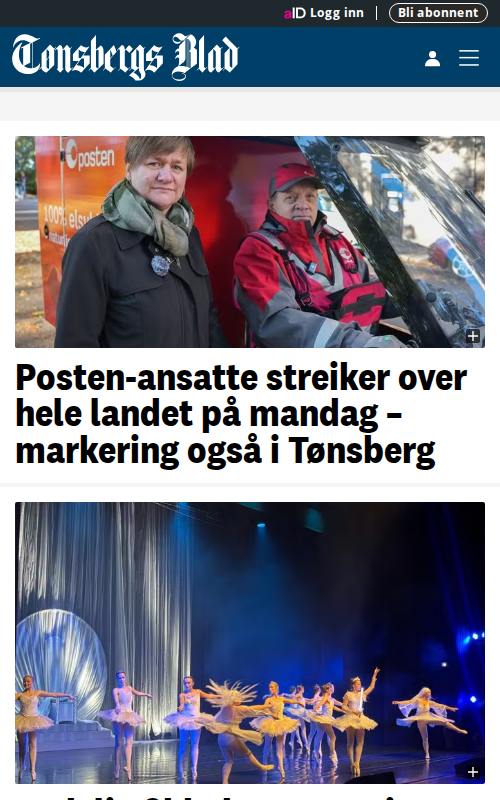 aID Logg inn
Bli abonnent
Tønsbergs Blad
posten
100%
Posten-ansatte streiker over
hele landet på mandag –
markering også i Tønsberg